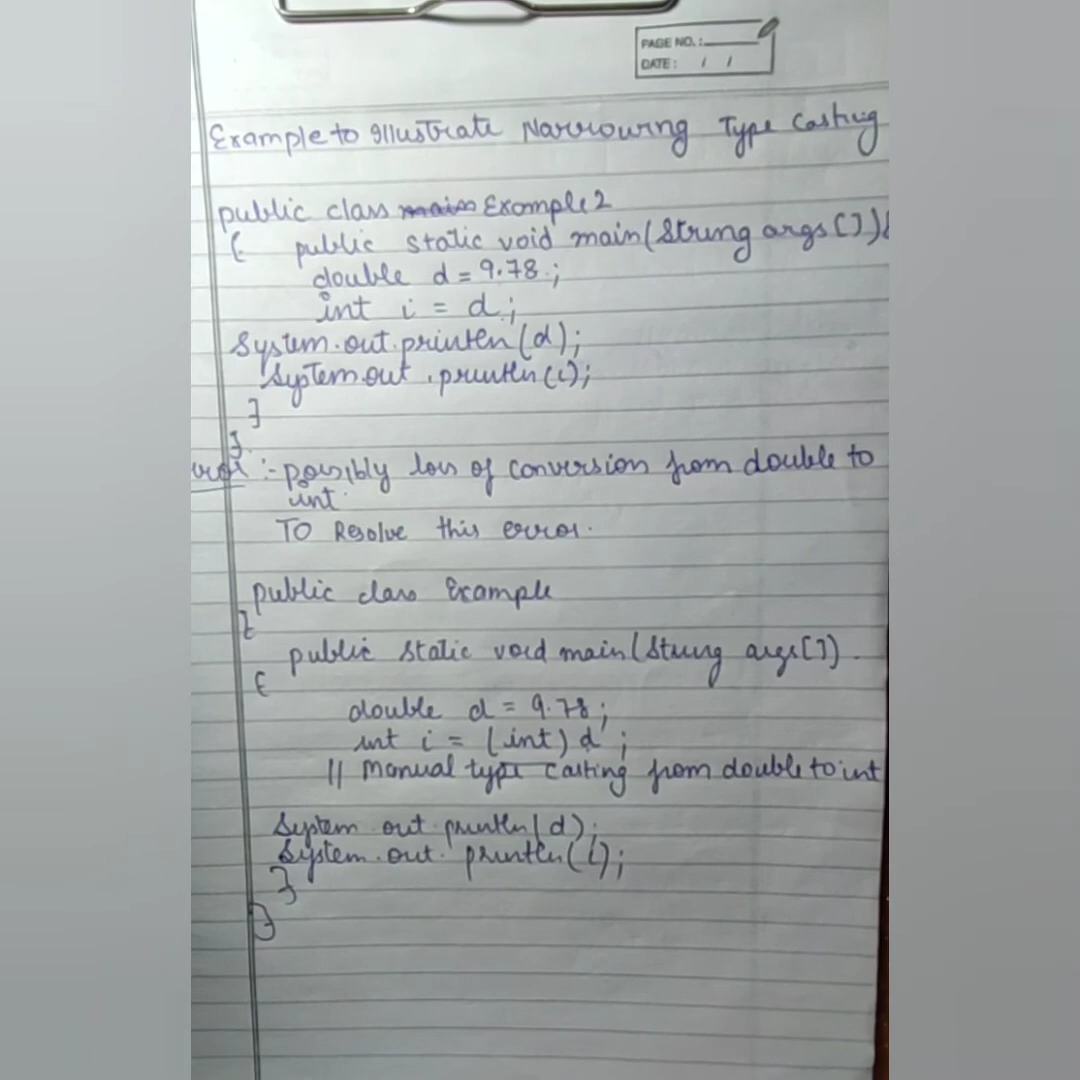 PAGE NO.:
DATE: / /
Example to Illustrate Narrowing Type Casting
public class Example2
{ public static void main(String args[]){
double d = 9.78;
int i = d;
System.out.println(d);
System.out.println(i);
}
}
:- possibly loss of conversion from double to
int.
TO Resolve this error.
public class Example
{
public static void main(String args[])
{
double d = 9.78;
int i = (int) d;
// Manual type casting from double to int
System.out.println(d);
System.out.println(i);
}
}